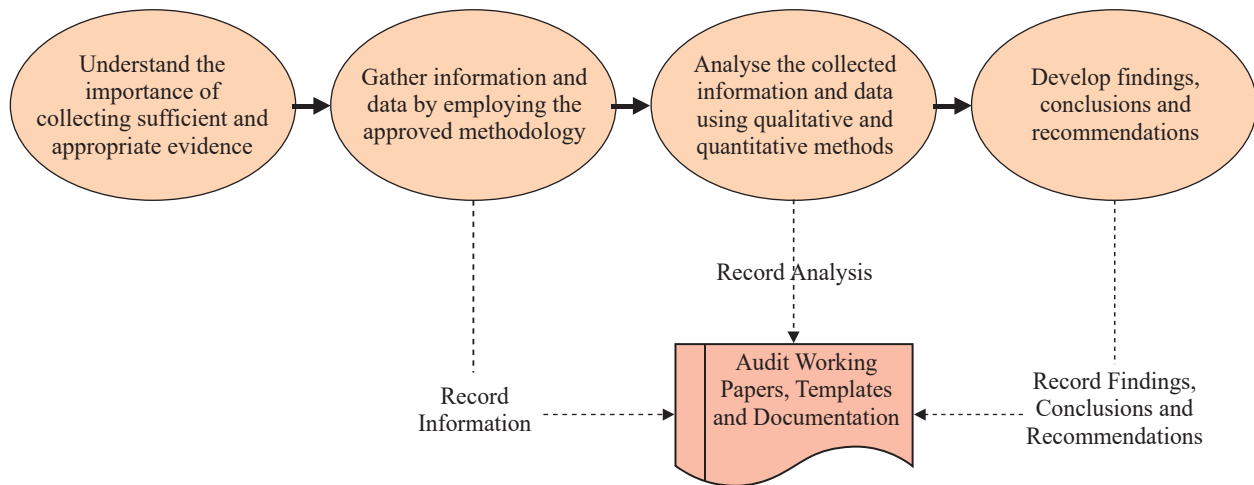 Understand the
importance of
collecting sufficient and
appropriate evidence
Gather information and
data by employing the
approved methodology
Analyse the collected
information and data
using qualitative and
quantitative methods
Develop findings,
conclusions and
recommendations
Record Analysis
Record
Information
Audit Working
Papers, Templates
and Documentation
Record Findings,
Conclusions and
Recommendations